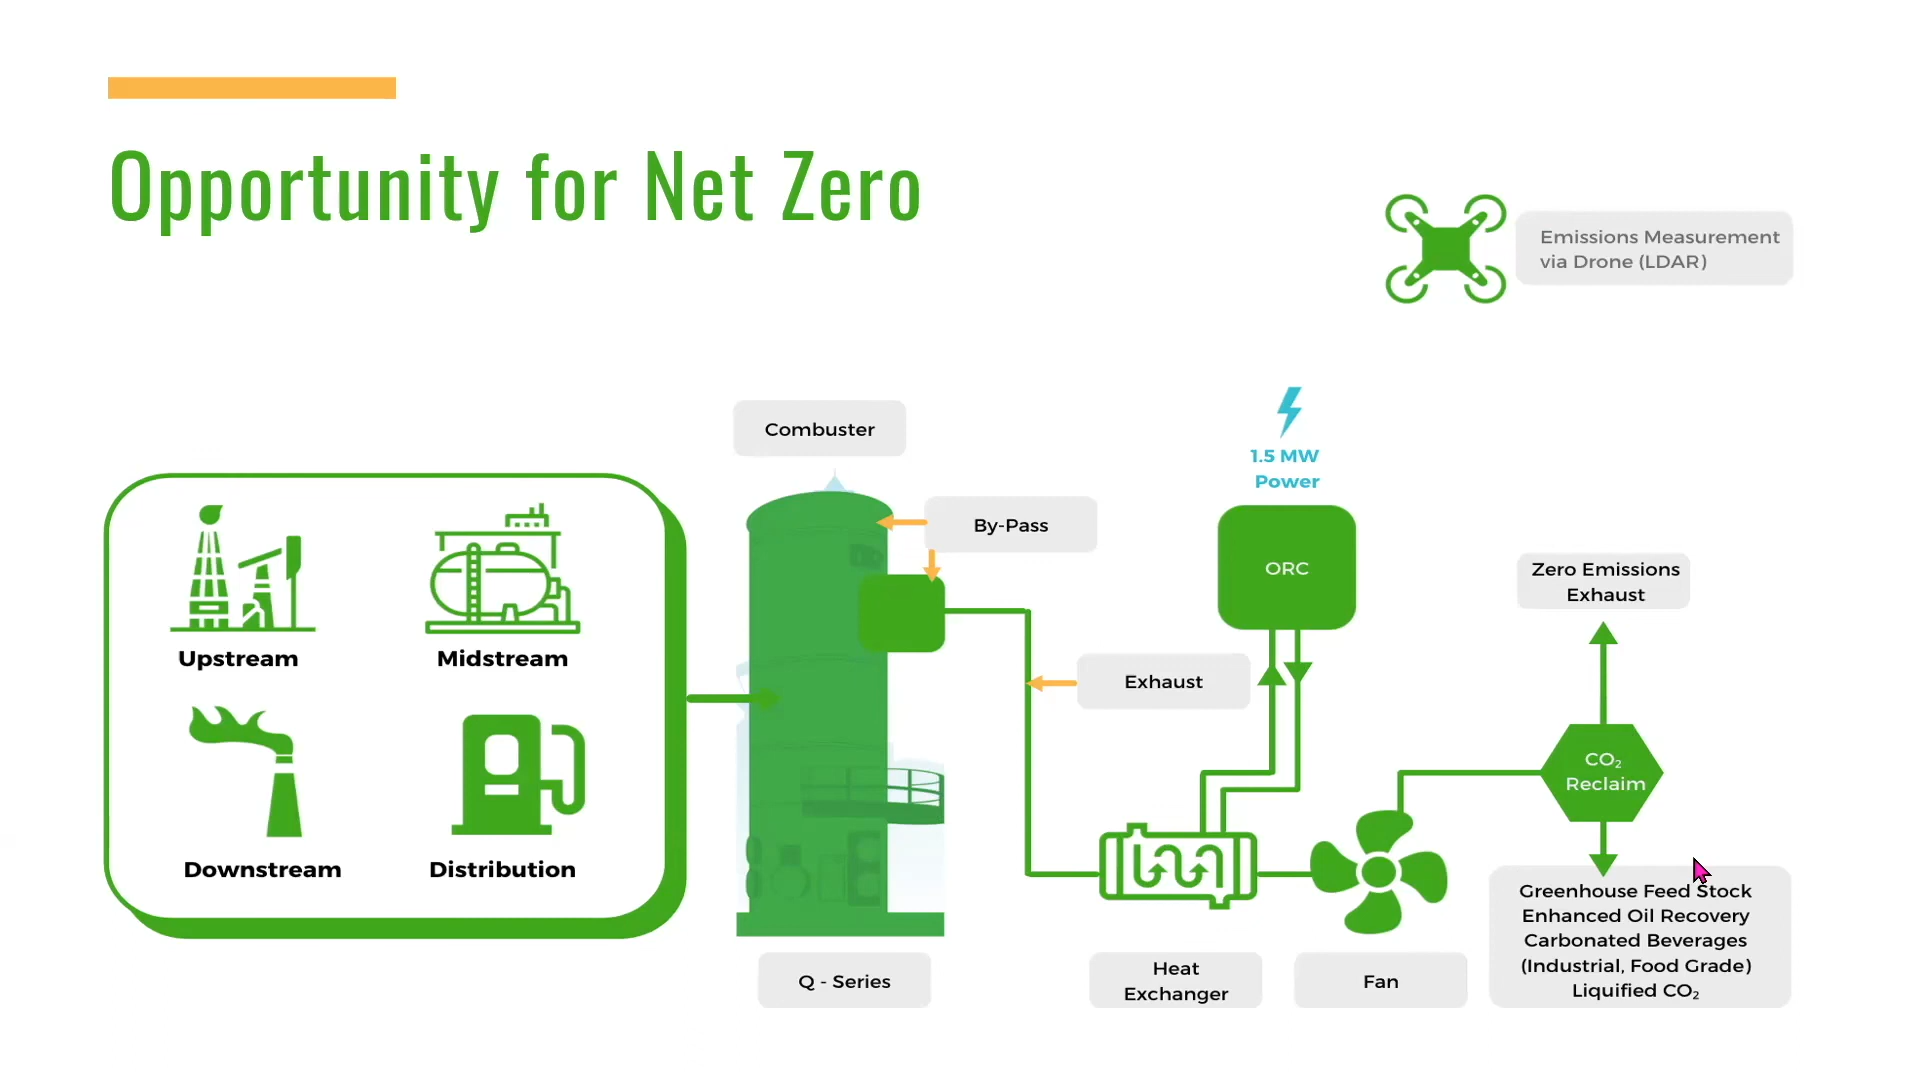 Opportunity for Net Zero
Emissions Measurement
via Drone (LDAR)
Combuster
By-Pass
1.5 MW
Power
ORC
Zero Emissions
Exhaust
Upstream
Midstream
Exhaust
CO₂
Reclaim
Downstream
Distribution
Greenhouse Feed Stock
Enhanced Oil Recovery
Carbonated Beverages
(Industrial, Food Grade)
Liquified CO₂
Q - Series
Heat
Exchanger
Fan